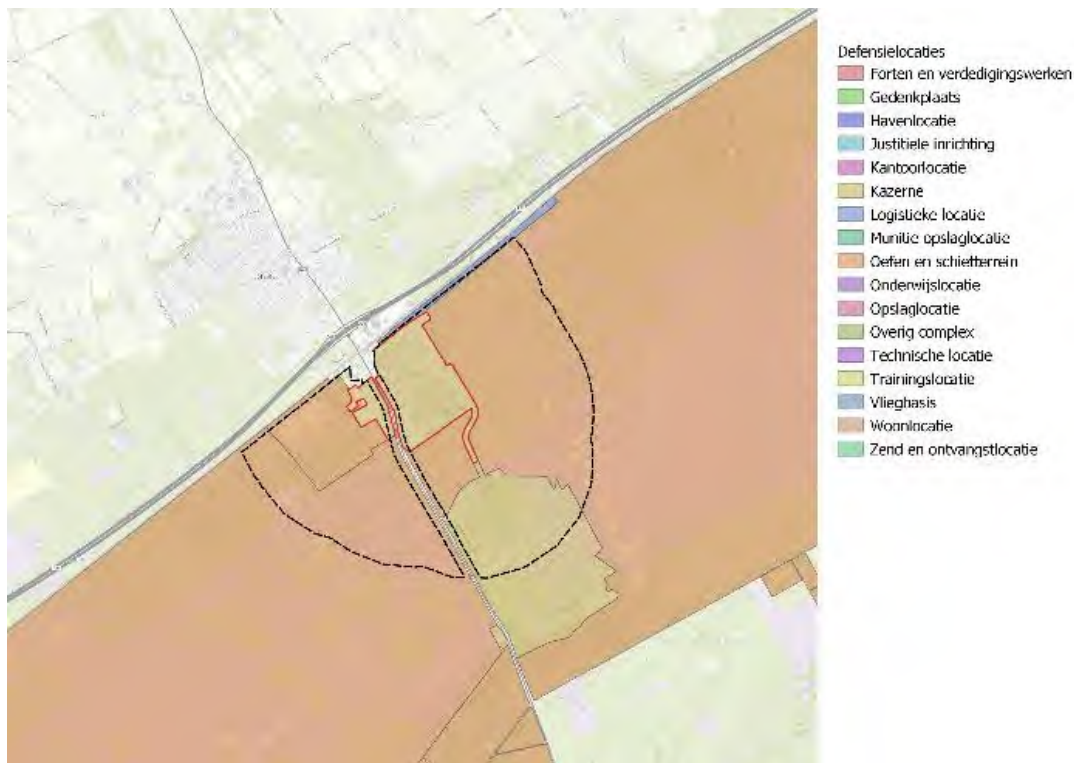 Defensielocaties
Forten en verdedigingswerken
Gedenkplaats
Havenlocatie
Justitiele inrichting
Kantoorlocatie
Kazerne
Logistieke locatie
Munitie opslaglocatie
Oefen en schietterrein
Onderwijslocatie
Opslaglocatie
Overig complex
Technische locatie
Trainingslocatie
Vliegbasis
Woonlocatie
Zend en ontvangstlocatie